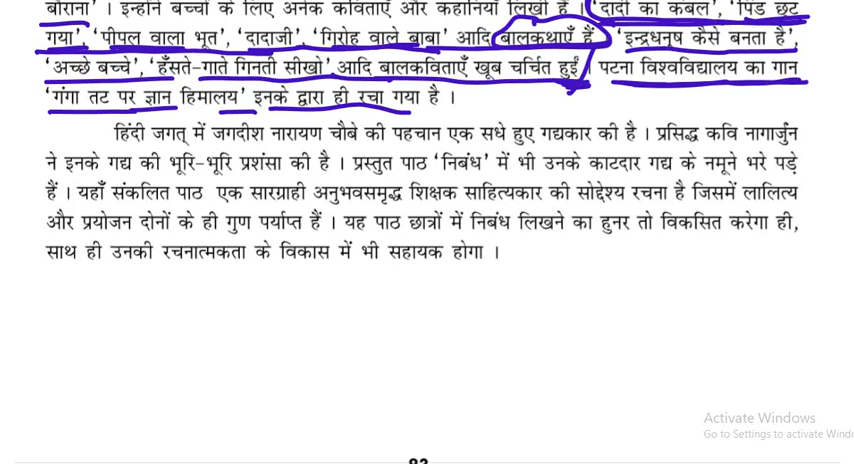 बौराना' । इन्होंने बच्चों के लिए अनेक कविताएँ और कहानियाँ लिखी हैं । 'दादी का कंबल', 'पिंड छूट
गया', 'पीपल वाला भूत', 'दादाजी', 'गिरोह वाले बाबा' आदि बालकथाएँ हैं । 'इन्द्रधनुष कैसे बनता है',
'अच्छे बच्चे', 'हँसते-गाते गिनती सीखो' आदि बालकविताएँ खूब चर्चित हुईं । पटना विश्वविद्यालय का गान
'गंगा तट पर ज्ञान हिमालय' इनके द्वारा ही रचा गया है ।
हिंदी जगत् में जगदीश नारायण चौबे की पहचान एक सधे हुए गद्यकार की है । प्रसिद्ध कवि नागार्जुन
ने इनके गद्य की भूरि-भूरि प्रशंसा की है । प्रस्तुत पाठ 'निबंध' में भी उनके काटदार गद्य के नमूने भरे पड़े
हैं । यहाँ संकलित पाठ एक सारग्राही अनुभवसमृद्ध शिक्षक साहित्यकार की सोद्देश्य रचना है जिसमें लालित्य
और प्रयोजन दोनों के ही गुण पर्याप्त हैं । यह पाठ छात्रों में निबंध लिखने का हुनर तो विकसित करेगा ही,
साथ ही उनकी रचनात्मकता के विकास में भी सहायक होगा ।
Activate Windows
Go to Settings to activate Windo